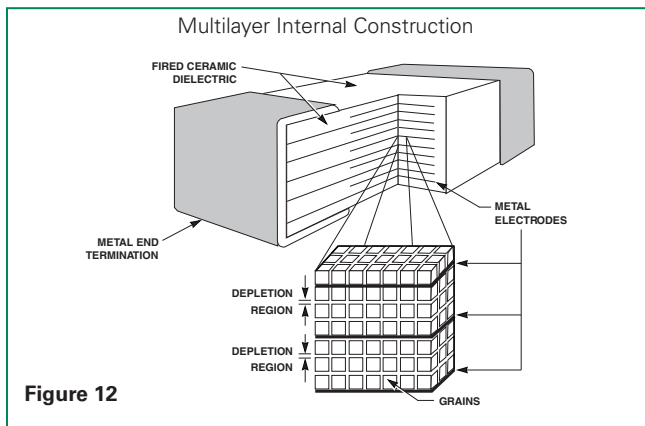 Multilayer Internal Construction
FIRED CERAMIC
DIELECTRIC
METAL
ELECTRODES
METAL END
TERMINATION
DEPLETION
REGION
DEPLETION
REGION
GRAINS
Figure 12